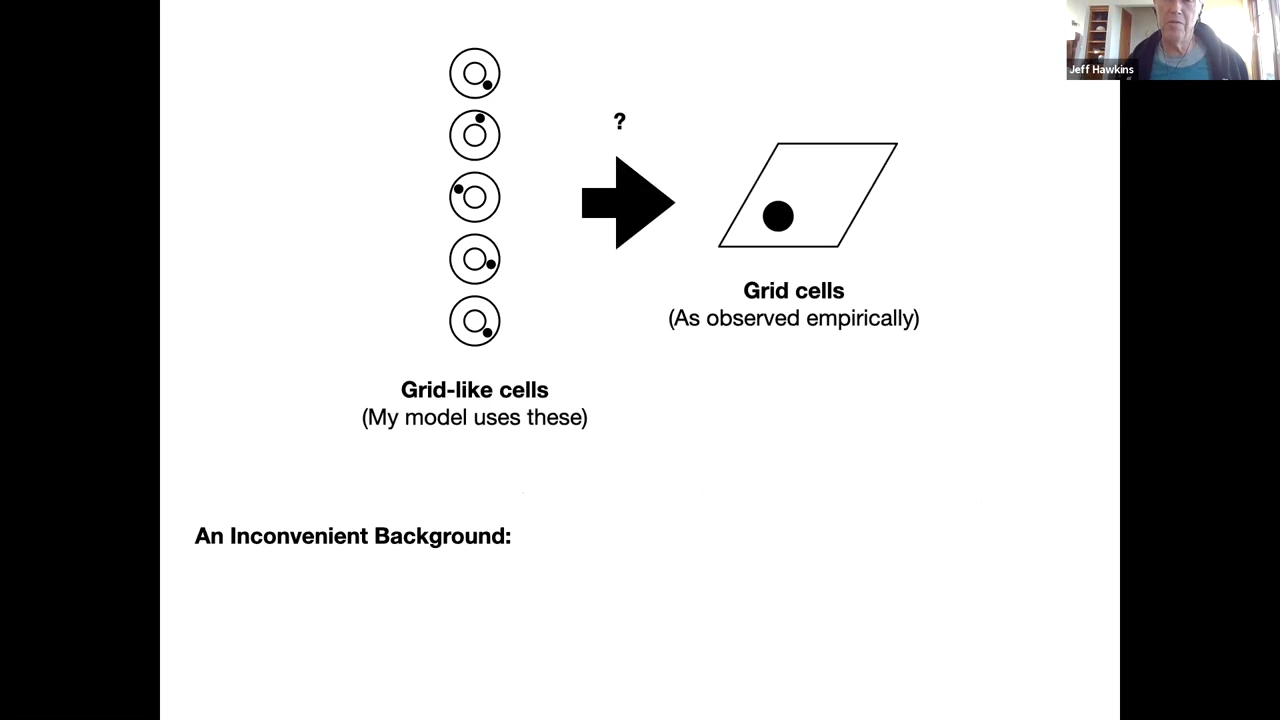 Jeff Hawkins
?
Grid cells
(As observed empirically)
Grid-like cells
(My model uses these)
An Inconvenient Background: